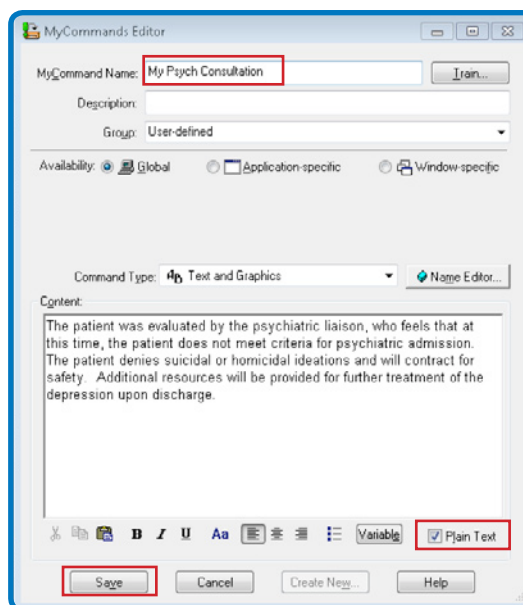 MyCommands Editor
MyCommand Name: My Psych Consultation Train...
Description:
Group: User-defined
Availability: Global Application-specific Window-specific
Command Type: Text and Graphics Name Editor...
Content:
The patient was evaluated by the psychiatric liaison, who feels that at
this time, the patient does not meet criteria for psychiatric admission.
The patient denies suicidal or homicidal ideations and will contract for
safety.  Additional resources will be provided for further treatment of the
depression upon discharge.
B I U Aa Variable Plain Text
Save Cancel Create New... Help